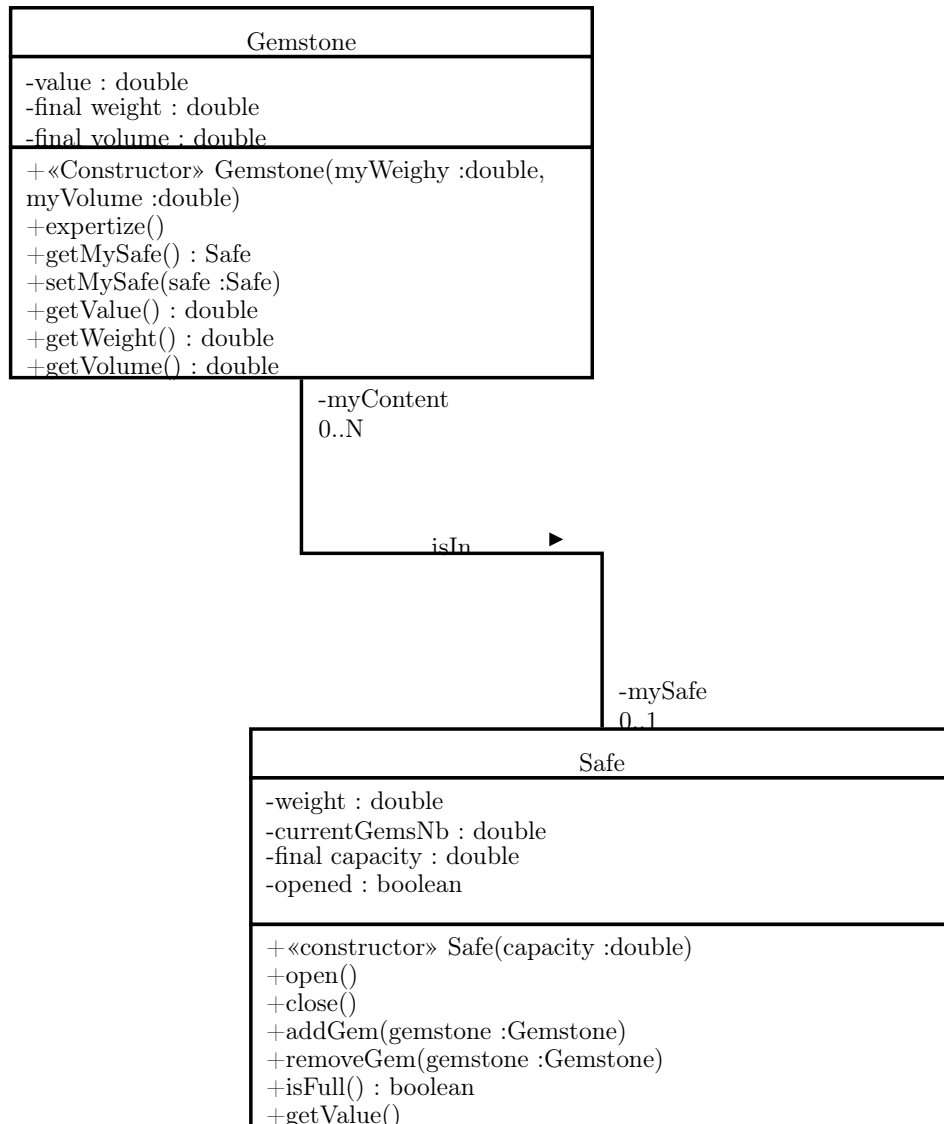 Gemstone
-value : double
-final weight : double
-final volume : double
+«Constructor» Gemstone(myWeighy :double,
myVolume :double)
+expertize()
+getMySafe() : Safe
+setMySafe(safe :Safe)
+getValue() : double
+getWeight() : double
+getVolume() : double
-myContent
0..N
isIn
-mySafe
0..1
Safe
-weight : double
-currentGemsNb : double
-final capacity : double
-opened : boolean
+«constructor» Safe(capacity :double)
+open()
+close()
+addGem(gemstone :Gemstone)
+removeGem(gemstone :Gemstone)
+isFull() : boolean
+getValue()